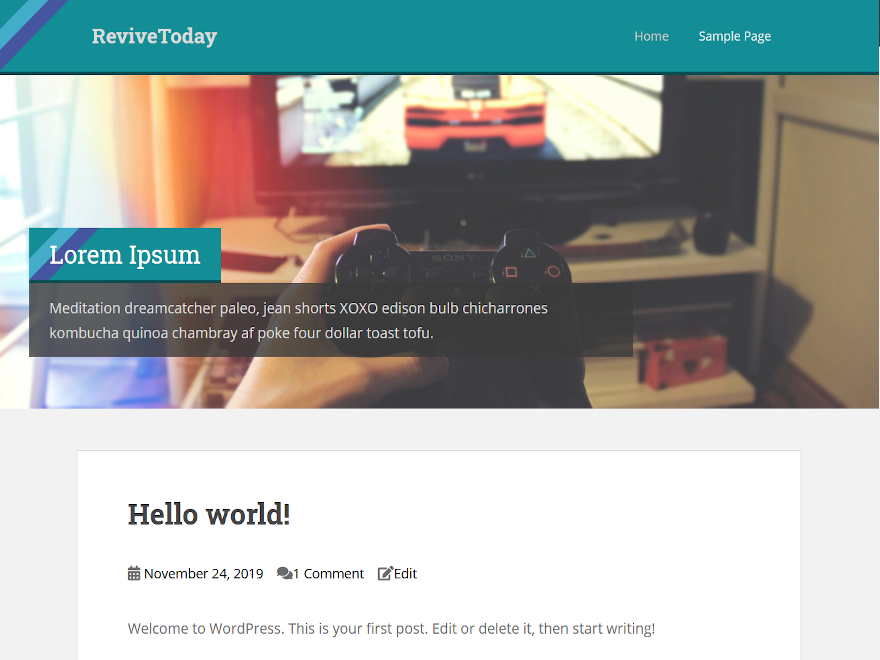 ReviveToday
Home
Sample Page
SONY
Lorem Ipsum
Meditation dreamcatcher paleo, jean shorts XOXO edison bulb chicharrones
kombucha quinoa chambray af poke four dollar toast tofu.
Hello world!
November 24, 2019
1 Comment
Edit
Welcome to WordPress. This is your first post. Edit or delete it, then start writing!